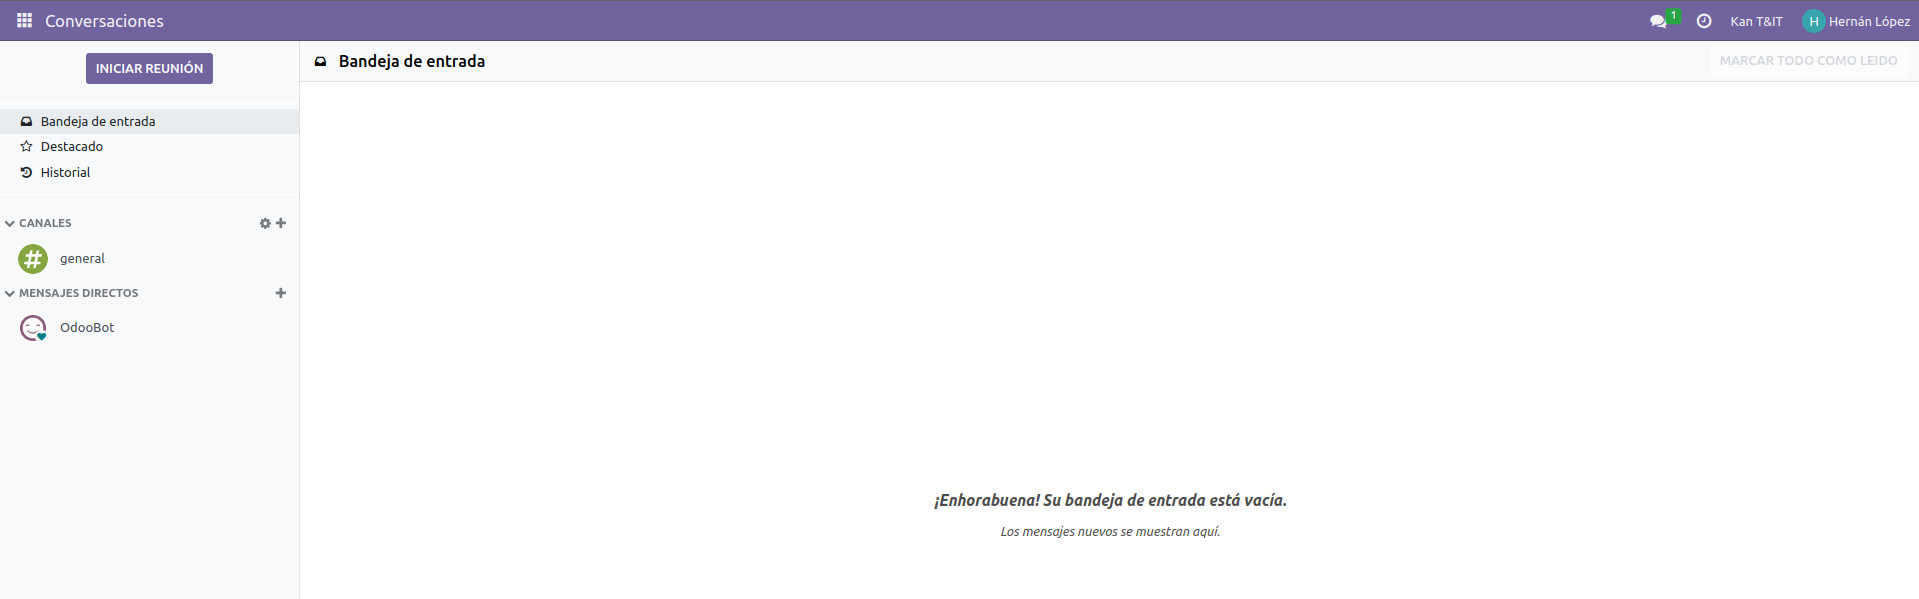 Conversaciones
1
Kan T&IT
H
Hernán López
INICIAR REUNIÓN
Bandeja de entrada
MARCAR TODO COMO LEIDO
Bandeja de entrada
Destacado
Historial
CANALES
#
general
MENSAJES DIRECTOS
OdooBot
¡Enhorabuena! Su bandeja de entrada está vacía.
Los mensajes nuevos se muestran aquí.